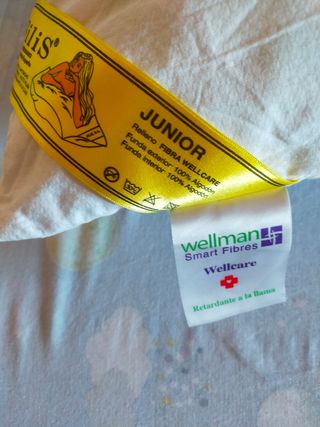 JUNIOR
Relleno FIBRA WELLCARE
Funda exterior: 100% Algodón
Funda interior: 100% Algodón
wellman
Smart Fibres
Wellcare
Retardante a la llama